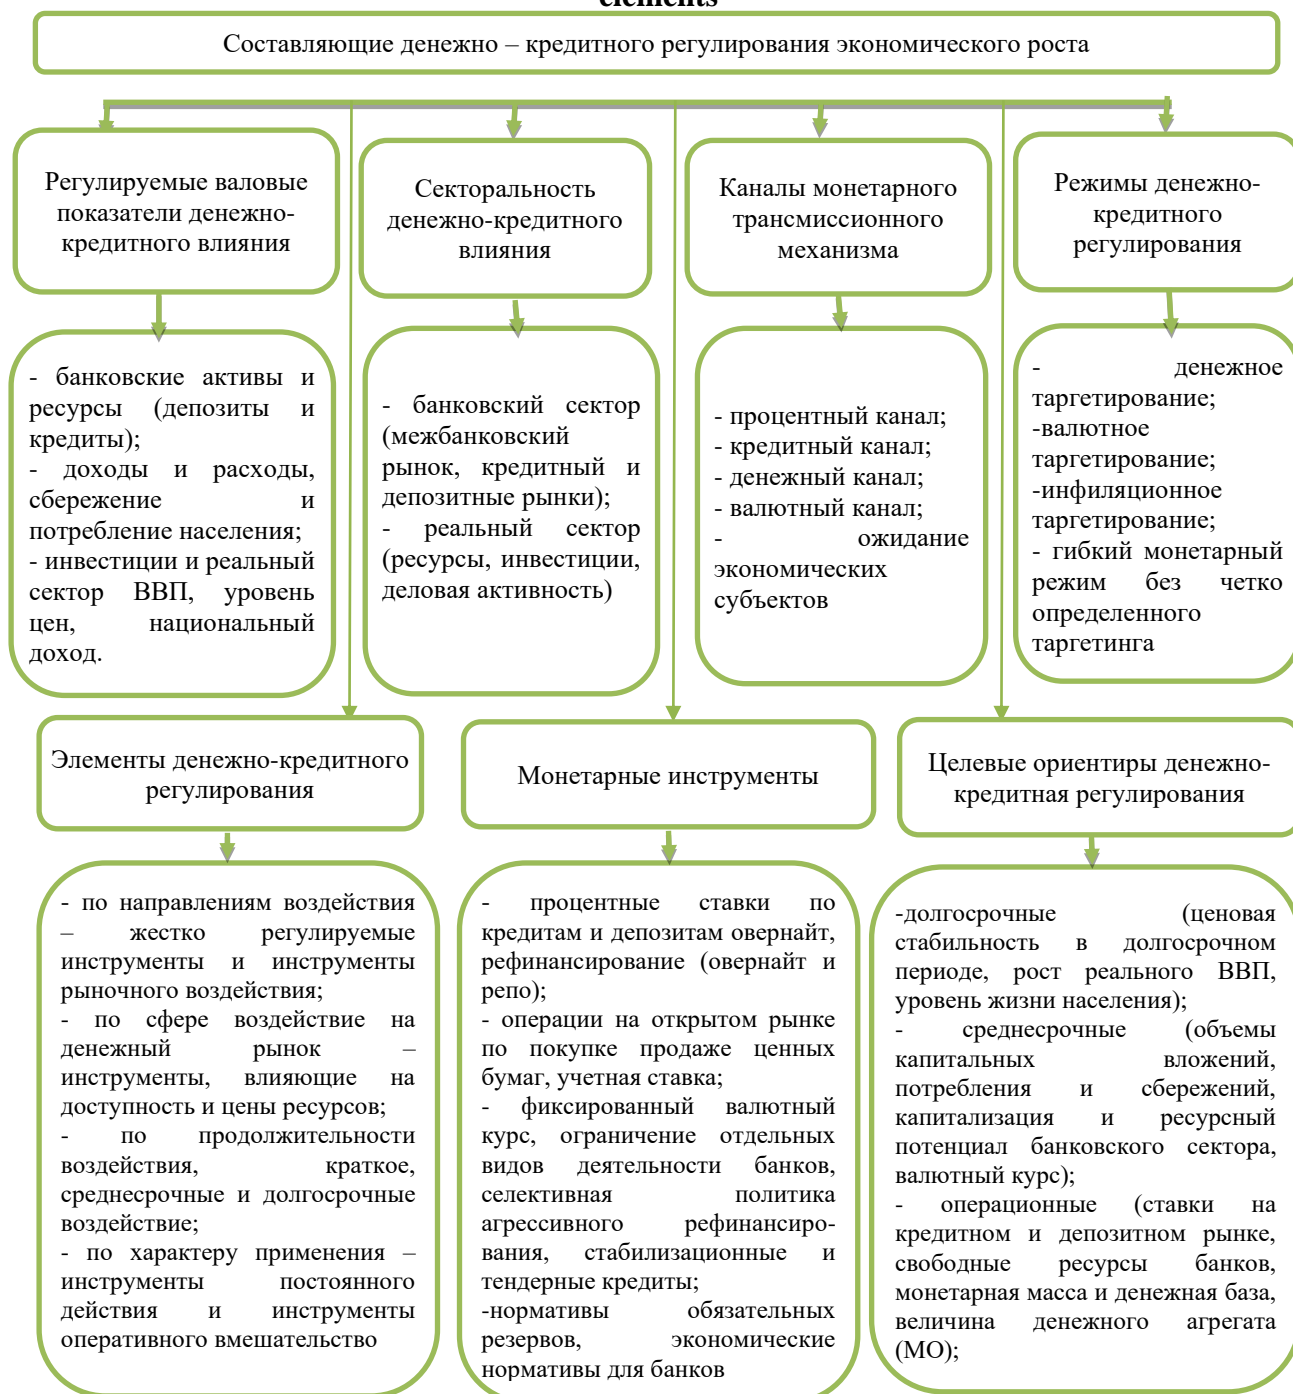 elements
Составляющие денежно – кредитного регулирования экономического роста
Регулируемые валовые
показатели денежно-
кредитного влияния
Секторальность
денежно-кредитного
влияния
Каналы монетарного
трансмиссионного
механизма
Режимы денежно-
кредитного
регулирования
- банковские активы и
ресурсы (депозиты и
кредиты);
- доходы и расходы,
сбережение и
потребление населения;
- инвестиции и реальный
сектор ВВП, уровень
цен, национальный
доход.
- банковский сектор
(межбанковский
рынок, кредитный и
депозитные рынки);
- реальный сектор
(ресурсы, инвестиции,
деловая активность)
- процентный канал;
- кредитный канал;
- денежный канал;
- валютный канал;
- ожидание
экономических
субъектов
- денежное
таргетирование;
-валютное
таргетирование;
-инфиляционное
таргетирование;
- гибкий монетарный
режим без четко
определенного
таргетинга
Элементы денежно-кредитного
регулирования
Монетарные инструменты
Целевые ориентиры денежно-
кредитная регулирования
- по направлениям воздействия
– жестко регулируемые
инструменты и инструменты
рыночного воздействия;
- по сфере воздействие на
денежный рынок –
инструменты, влияющие на
доступность и цены ресурсов;
- по продолжительности
воздействия, краткое,
среднесрочные и долгосрочные
воздействие;
- по характеру применения –
инструменты постоянного
действия и инструменты
оперативного вмешательство
- процентные ставки по
кредитам и депозитам овернайт,
рефинансирование (овернайт и
репо);
- операции на открытом рынке
по покупке продаже ценных
бумаг, учетная ставка;
- фиксированный валютный
курс, ограничение отдельных
видов деятельности банков,
селективная политика
агрессивного рефинансиро-
вания, стабилизационные и
тендерные кредиты;
-нормативы обязательных
резервов, экономические
нормативы для банков
-долгосрочные (ценовая
стабильность в долгосрочном
периоде, рост реального ВВП,
уровень жизни населения);
- среднесрочные (объемы
капитальных вложений,
потребления и сбережений,
капитализация и ресурсный
потенциал банковского сектора,
валютный курс);
- операционные (ставки на
кредитном и депозитном рынке,
свободные ресурсы банков,
монетарная масса и денежная база,
величина денежного агрегата
(МО);